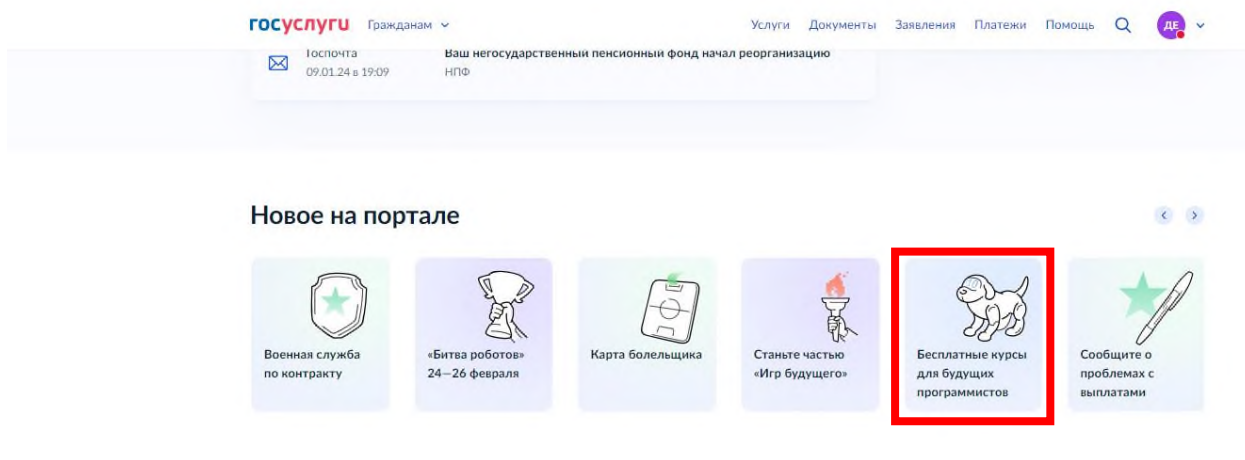 госуслуги Гражданам Услуги Документы Заявления Платежи Помощь ДЕ
Госпочта Ваш негосударственный пенсионный фонд начал реорганизацию
09.01.24 в 19:09 НПФ
Новое на портале
Военная служба
по контракту
«Битва роботов»
24—26 февраля
Карта болельщика
Станьте частью
«Игр будущего»
Бесплатные курсы
для будущих
программистов
Сообщите о
проблемах с
выплатами